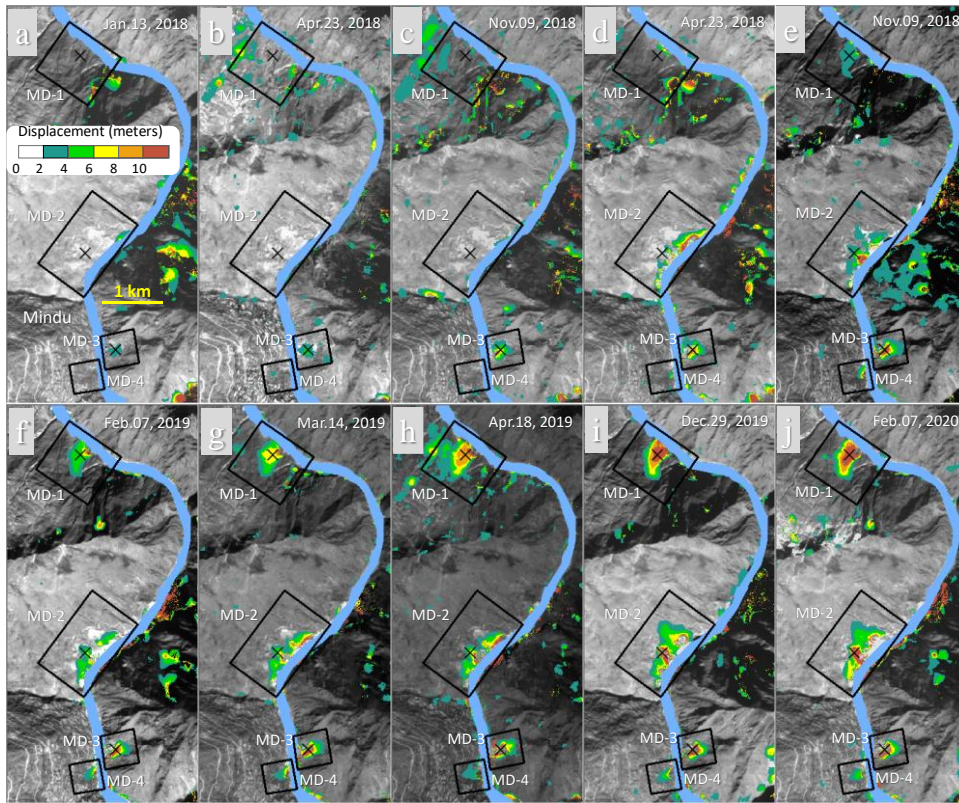 a
Jan.13, 2018
MD-1
Displacement (meters)
0 2 4 6 8 10
MD-2
1 km
Mindu
MD-3
MD-4
b
Apr.23, 2018
MD-1
MD-2
MD-3
MD-4
c
Nov.09, 2018
MD-1
MD-2
MD-3
MD-4
d
Apr.23, 2018
MD-1
MD-2
MD-3
MD-4
e
Nov.09, 2018
MD-1
MD-2
MD-3
MD-4
f
Feb.07, 2019
MD-1
MD-2
MD-3
MD-4
g
Mar.14, 2019
MD-1
MD-2
MD-3
MD-4
h
Apr.18, 2019
MD-1
MD-2
MD-3
MD-4
i
Dec.29, 2019
MD-1
MD-2
MD-3
MD-4
j
Feb.07, 2020
MD-1
MD-2
MD-3
MD-4